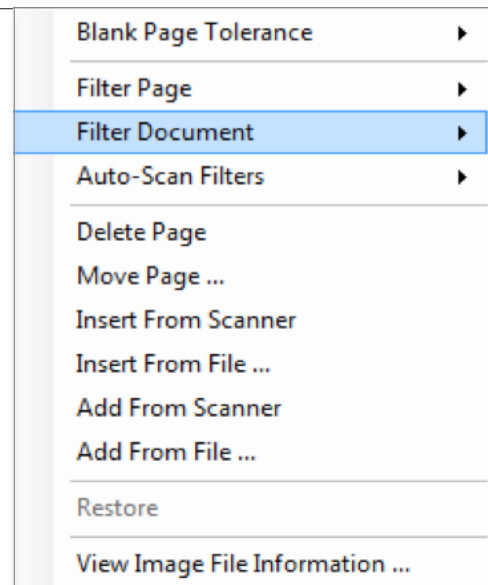 Blank Page Tolerance
Filter Page
Filter Document
Auto-Scan Filters
Delete Page
Move Page ...
Insert From Scanner
Insert From File ...
Add From Scanner
Add From File ...
Restore
View Image File Information ...